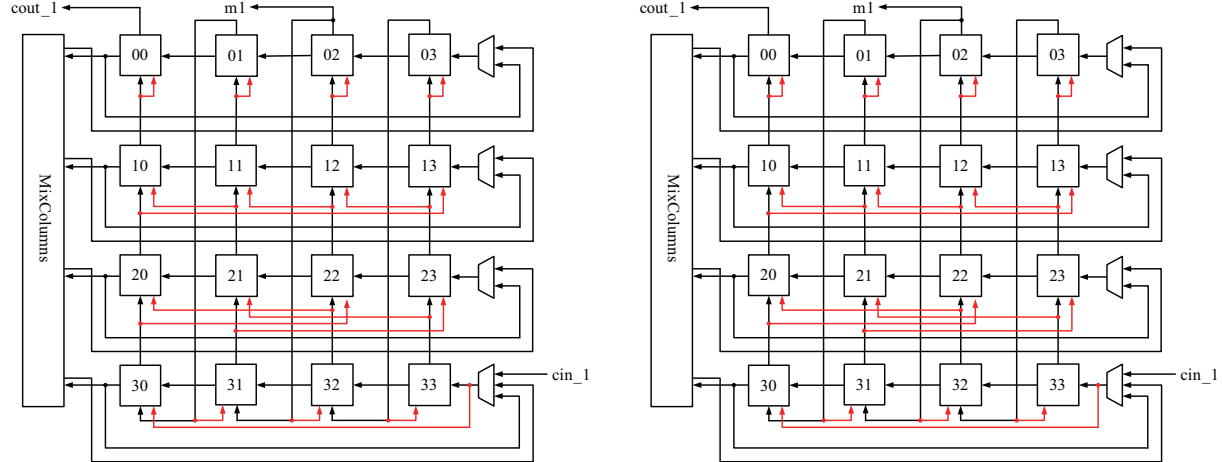 cout_1 m1 cout_1 m1
00 01 02 03 00 01 02 03
10 11 12 13 10 11 12 13
MixColumns MixColumns
20 21 22 23 20 21 22 23
30 31 32 33 cin_1 30 31 32 33 cin_1